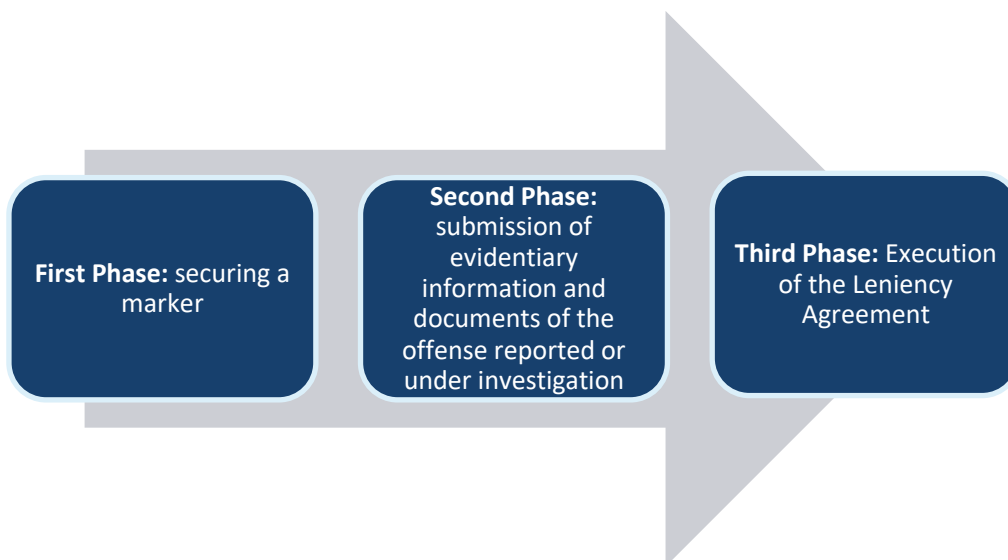 First Phase: securing a
marker
Second Phase:
submission of
evidentiary
information and
documents of the
offense reported or
under investigation
Third Phase: Execution
of the Leniency
Agreement